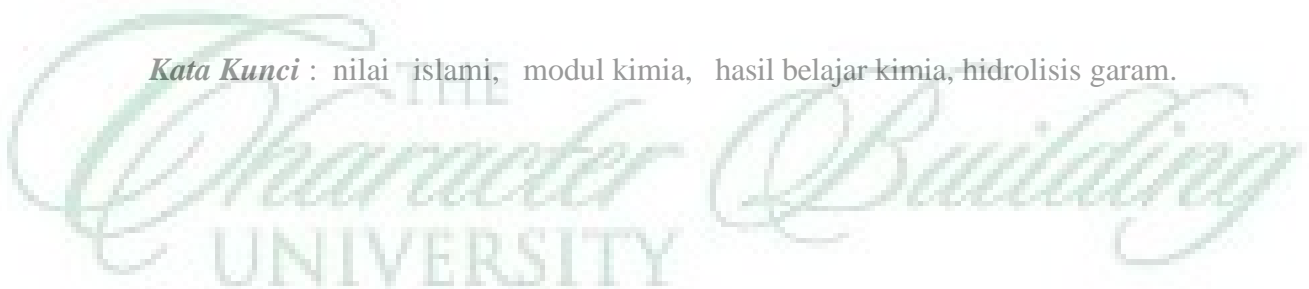 Kata Kunci : nilai islami, modul kimia, hasil belajar kimia, hidrolisis garam.
THE
Character Building
UNIVERSITY